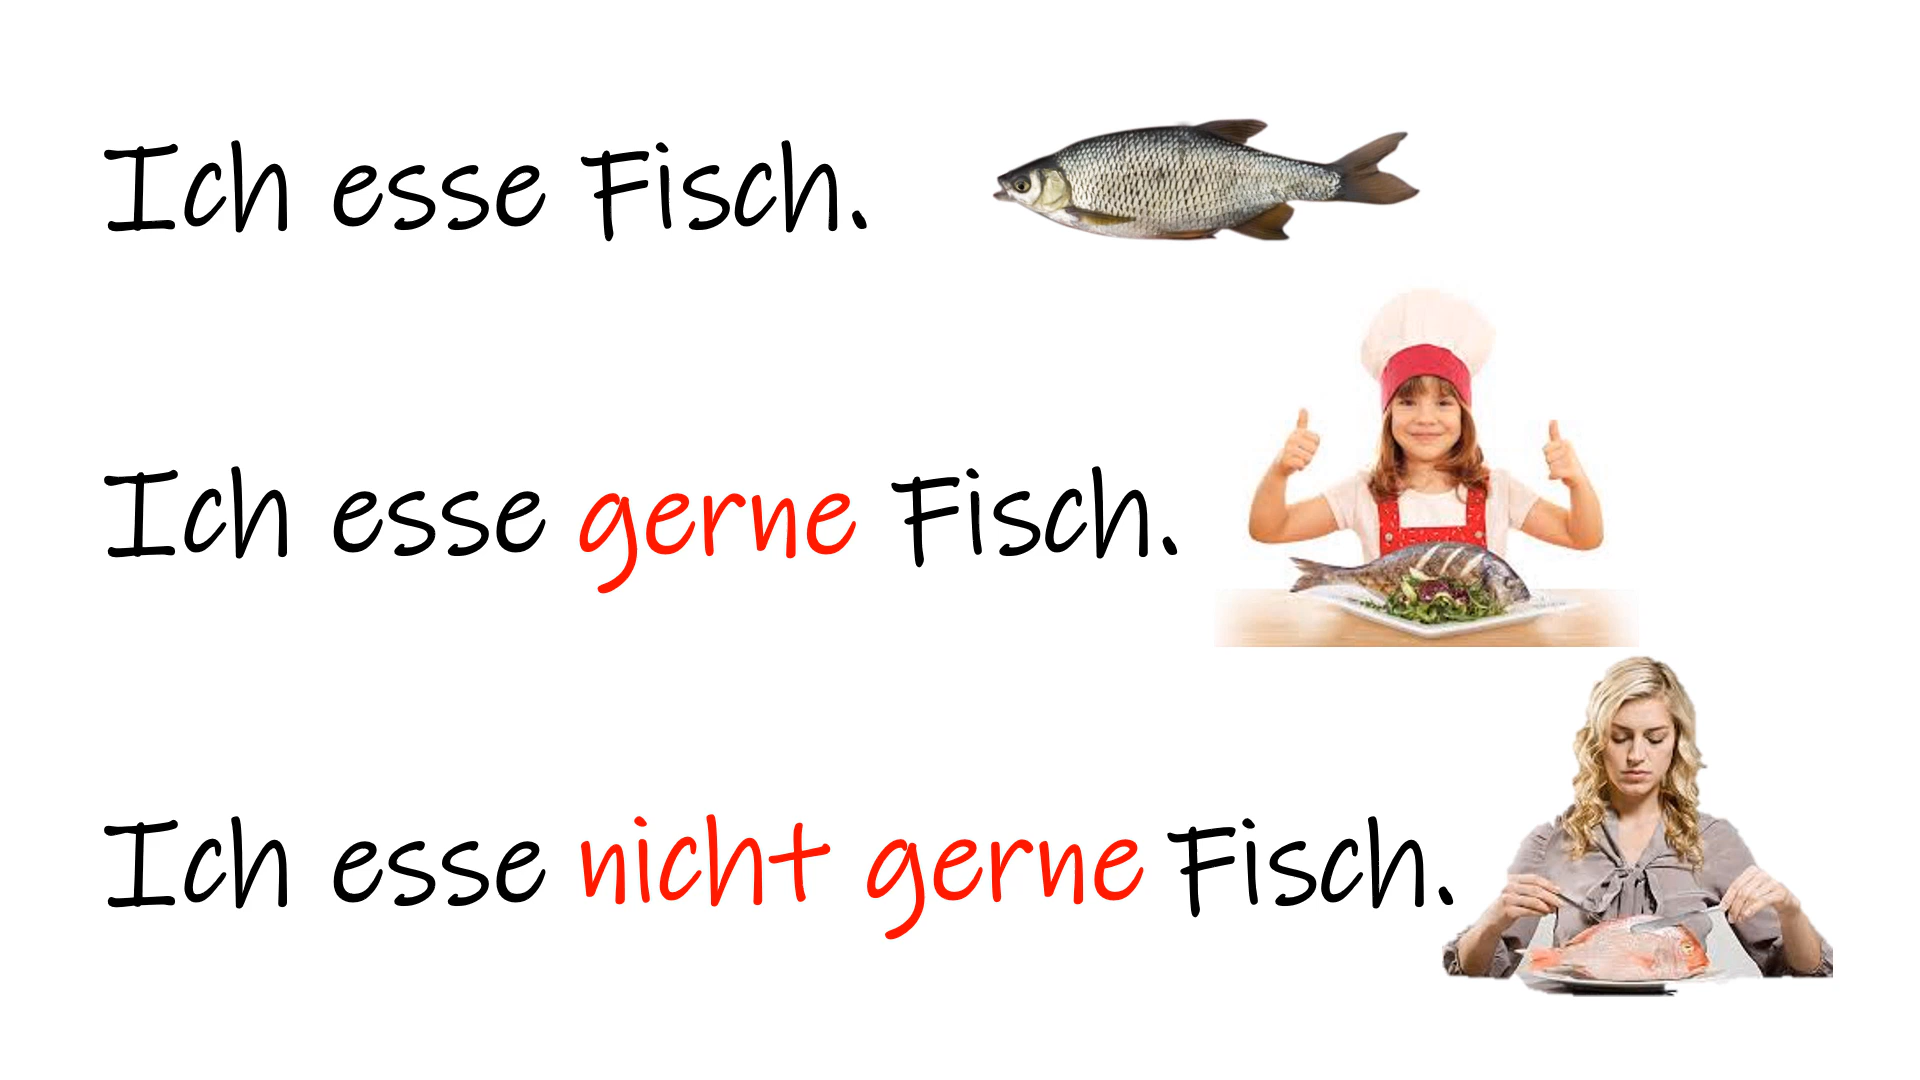 Ich esse Fisch.
Ich esse gerne Fisch.
Ich esse nicht gerne Fisch.